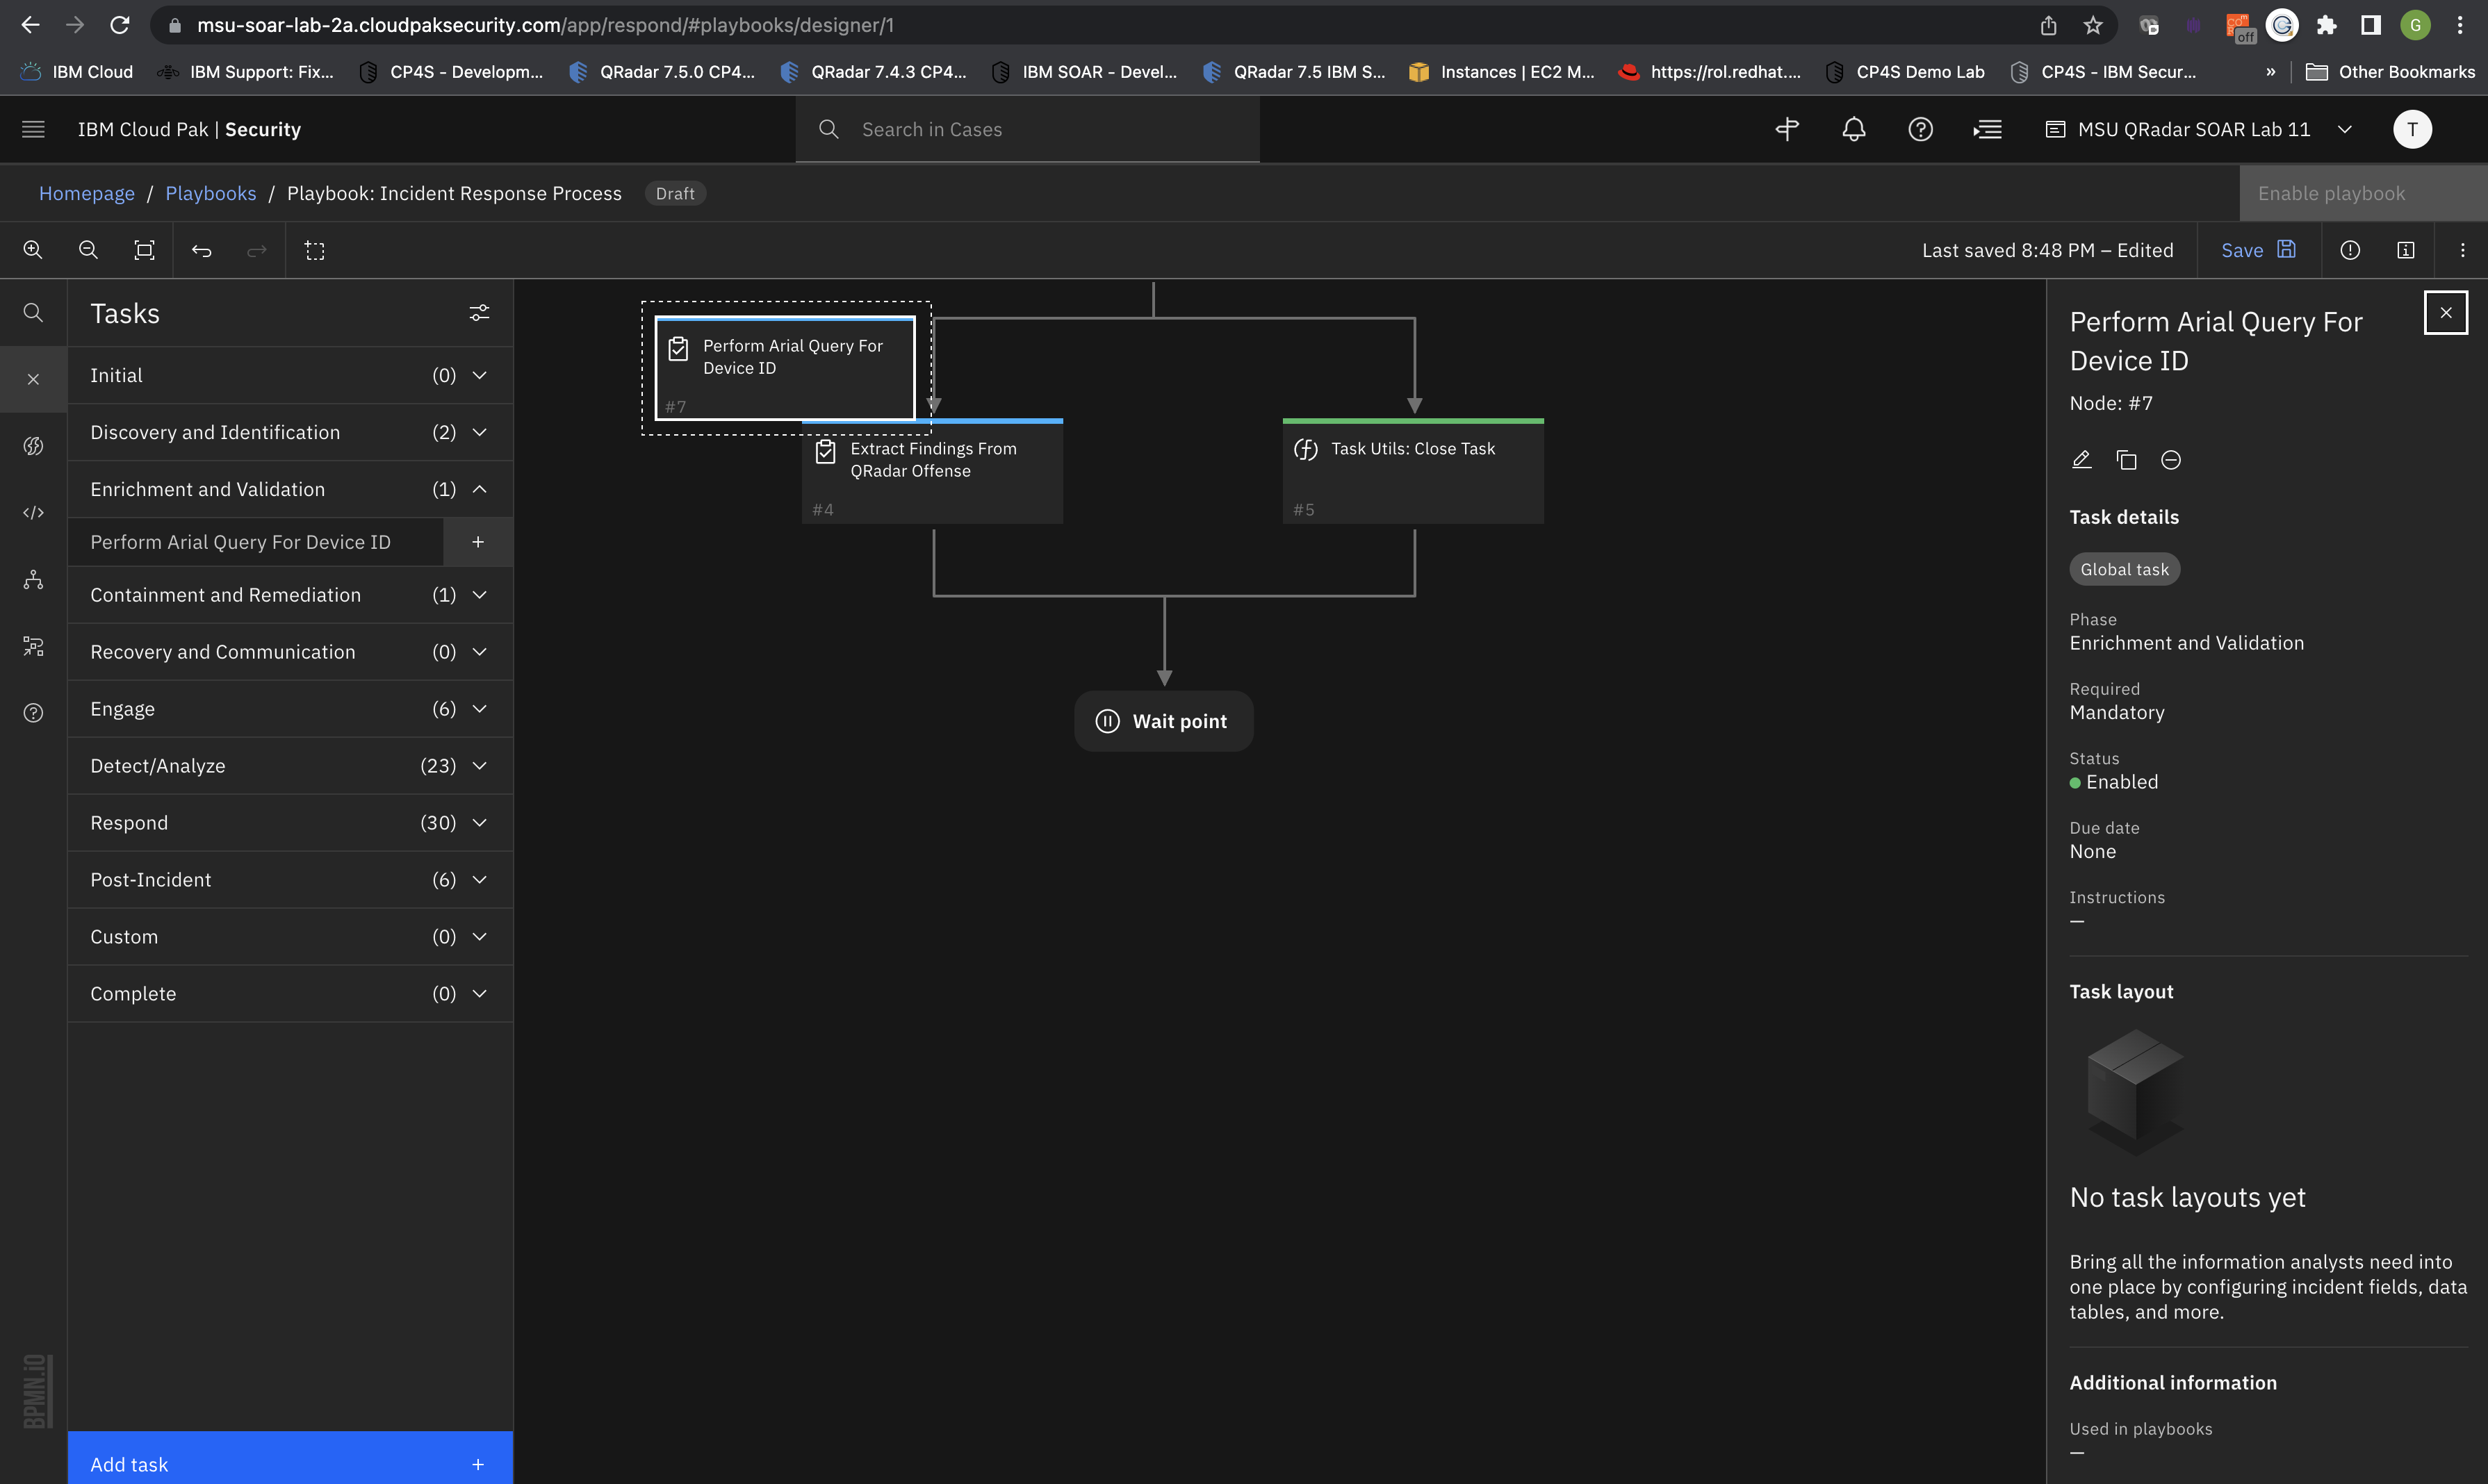 msu-soar-lab-2a.cloudpaksecurity.com/app/respond/#playbooks/designer/1
off
G
IBM Cloud
IBM Support: Fix...
CP4S - Developm...
QRadar 7.5.0 CP4...
QRadar 7.4.3 CP4...
IBM SOAR - Devel...
QRadar 7.5 IBM S...
Instances | EC2 M...
https://rol.redhat....
CP4S Demo Lab
CP4S - IBM Secur...
»
Other Bookmarks
IBM Cloud Pak | Security
Search in Cases
MSU QRadar SOAR Lab 11
T
Homepage / Playbooks / Playbook: Incident Response Process
Draft
Enable playbook
Last saved 8:48 PM – Edited
Save
Tasks
Initial (0)
Discovery and Identification (2)
Enrichment and Validation (1)
Perform Arial Query For Device ID +
Containment and Remediation (1)
Recovery and Communication (0)
Engage (6)
Detect/Analyze (23)
Respond (30)
Post-Incident (6)
Custom (0)
Complete (0)
Add task +
BPMN.iO
Perform Arial Query For
Device ID
#7
Extract Findings From
QRadar Offense
#4
Task Utils: Close Task
#5
Wait point
Perform Arial Query For
Device ID
Node: #7
Task details
Global task
Phase
Enrichment and Validation
Required
Mandatory
Status
Enabled
Due date
None
Instructions
—
Task layout
No task layouts yet
Bring all the information analysts need into
one place by configuring incident fields, data
tables, and more.
Additional information
Used in playbooks
—